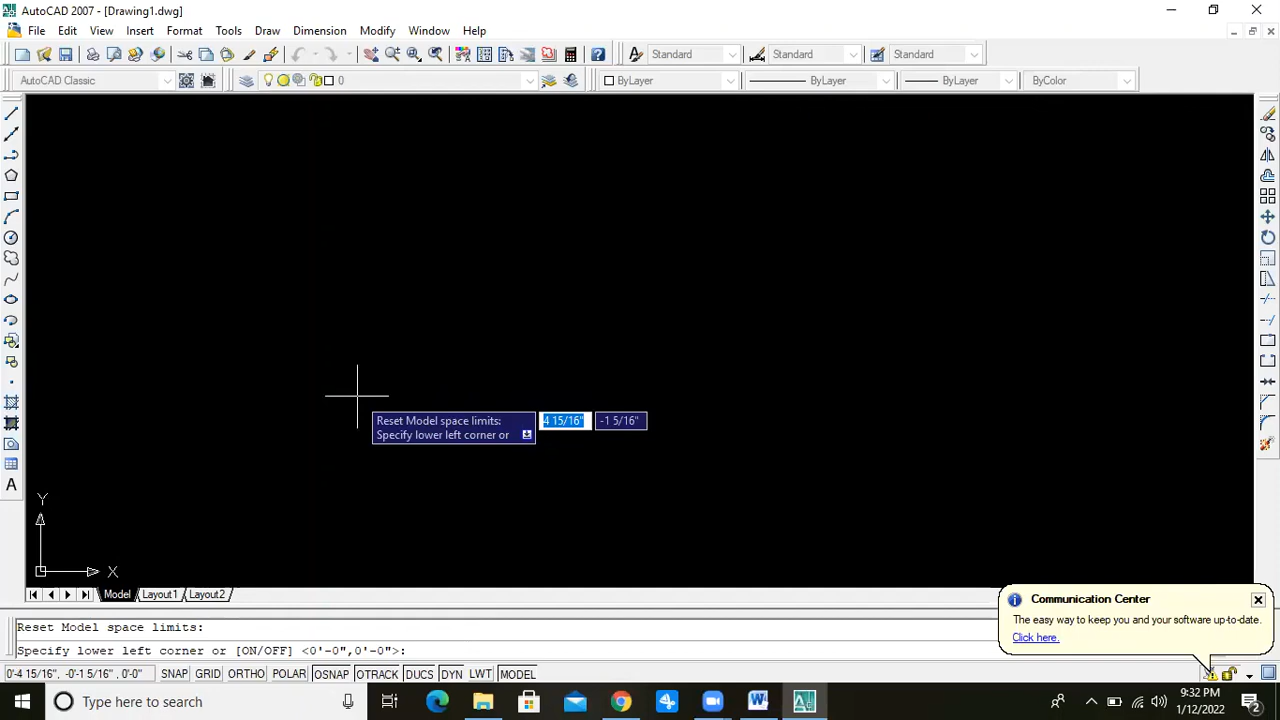 AutoCAD 2007 - [Drawing1.dwg]
File Edit View Insert Format Tools Draw Dimension Modify Window Help
Standard Standard Standard
AutoCAD Classic 0 ByLayer ByLayer ByLayer ByColor
A
Reset Model space limits: 4 15/16" -1 5/16"
Specify lower left corner or
Y
X
Model Layout1 Layout2
Communication Center
The easy way to keep you and your software up-to-date.
Click here.
Reset Model space limits:
Specify lower left corner or [ON/OFF] <0'-0",0'-0">:
0'-4 15/16", -0'-1 5/16" , 0'-0" SNAP GRID ORTHO POLAR OSNAP OTRACK DUCS DYN LWT MODEL
Type here to search
9:32 PM
1/12/2022
2